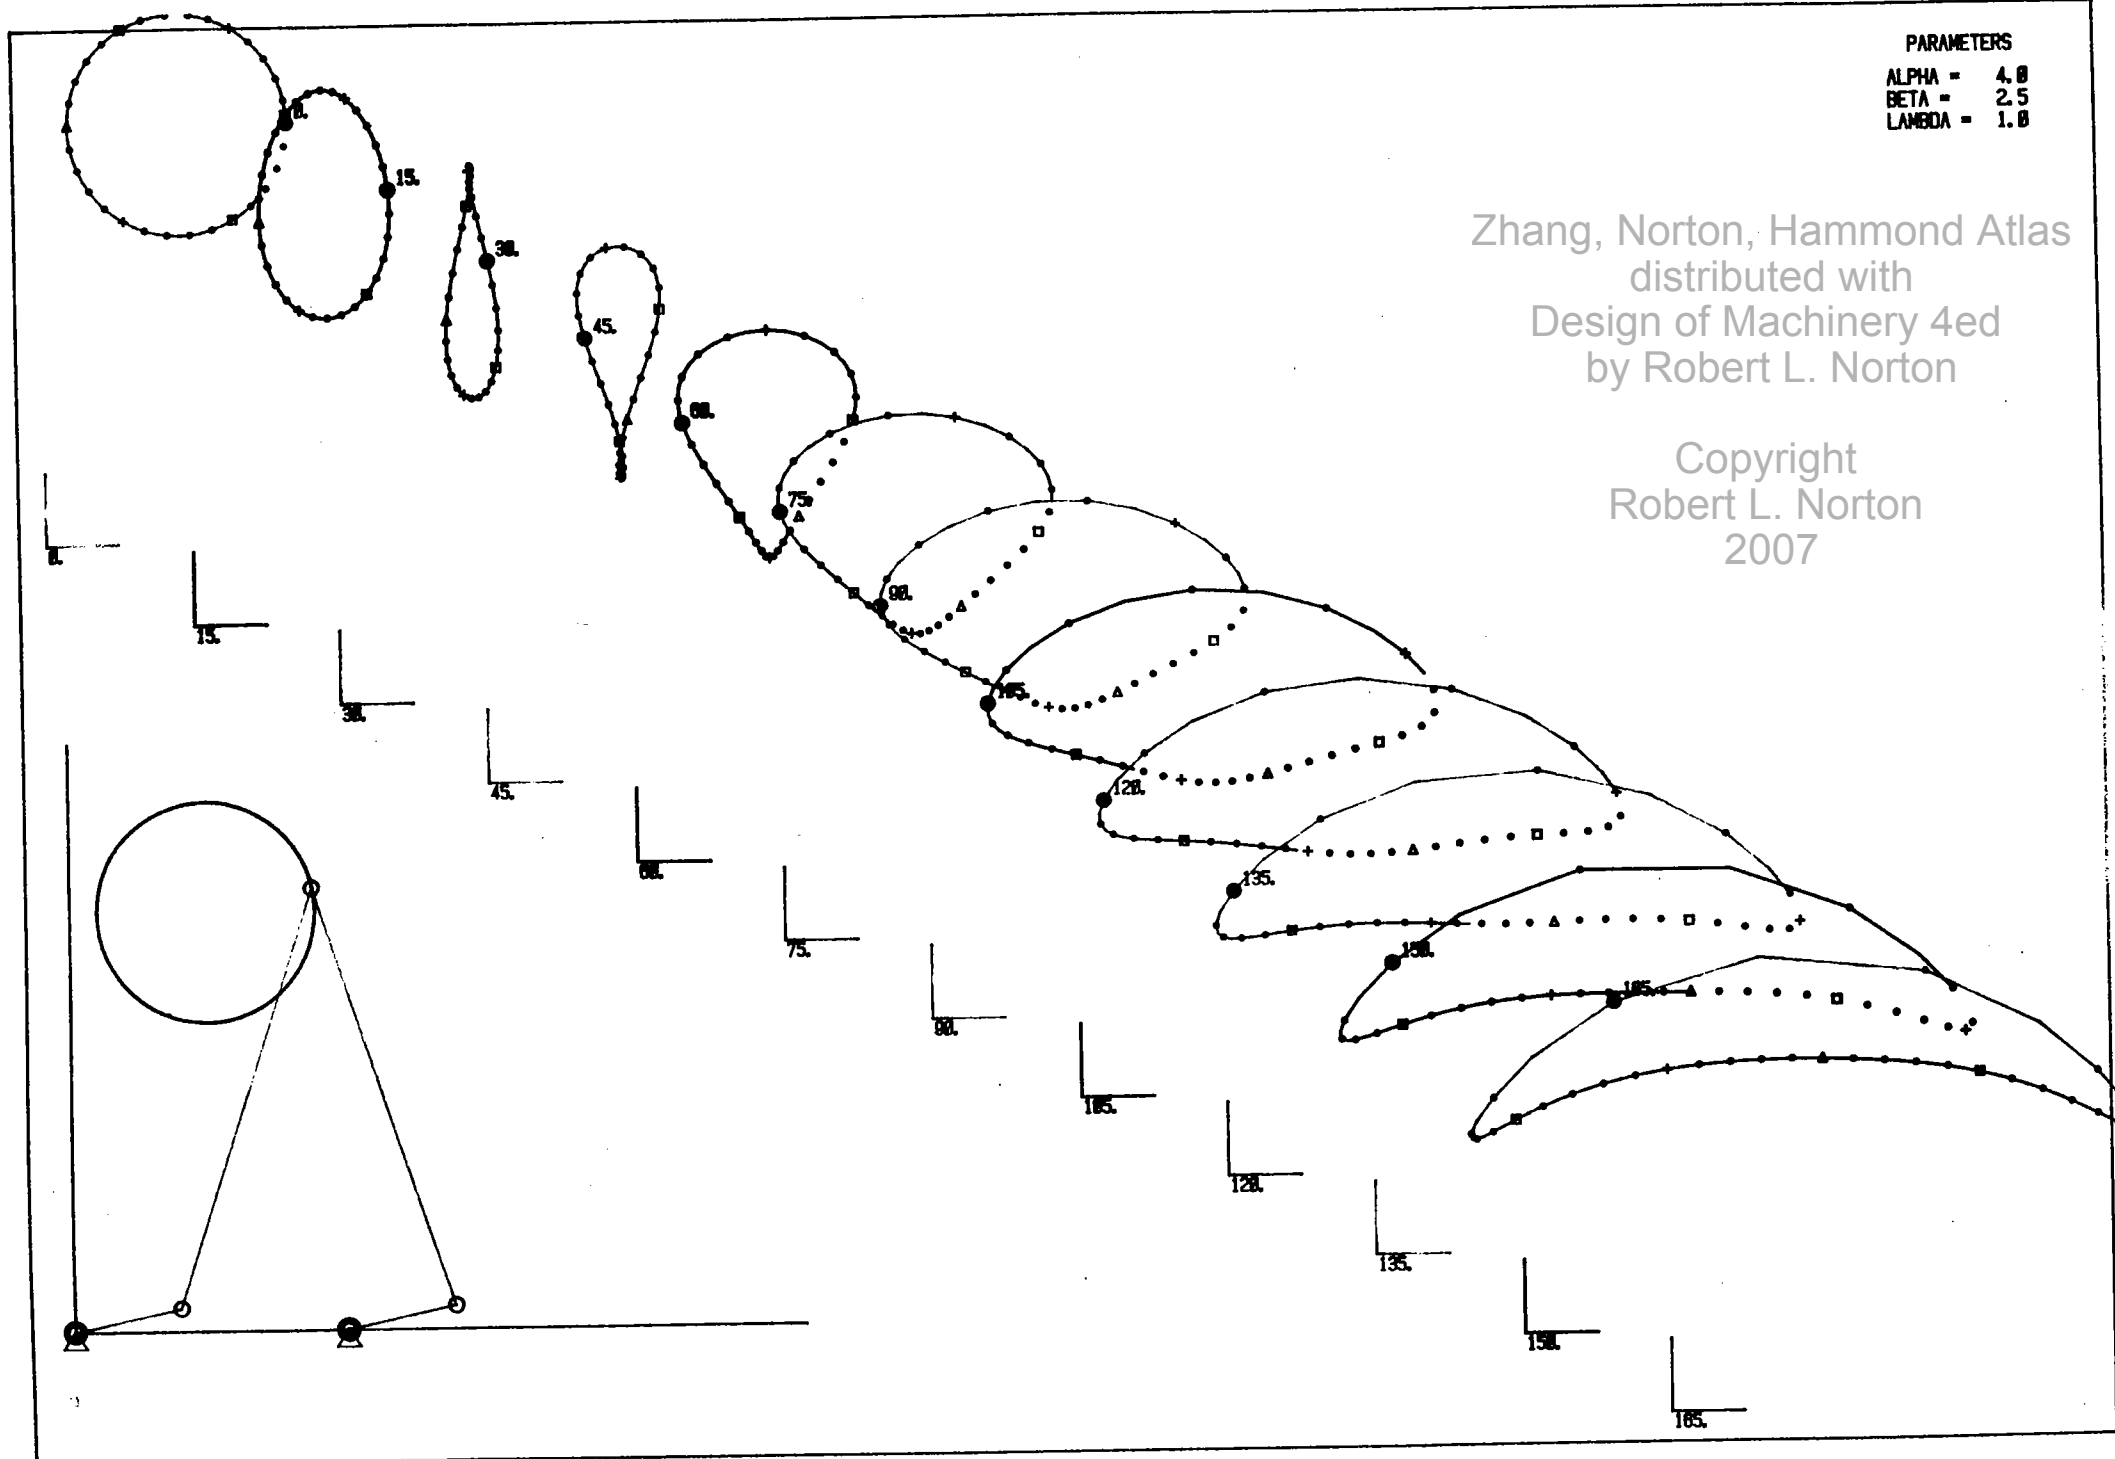 PARAMETERS
ALPHA = 4.0
BETA = 2.5
LAMBDA = 1.0
Zhang, Norton, Hammond Atlas
distributed with
Design of Machinery 4ed
by Robert L. Norton
Copyright
Robert L. Norton
2007
0.
15.
30.
45.
60.
75.
90.
105.
120.
135.
150.
165.
0.
15.
30.
45.
60.
75.
90.
105.
120.
135.
150.
165.